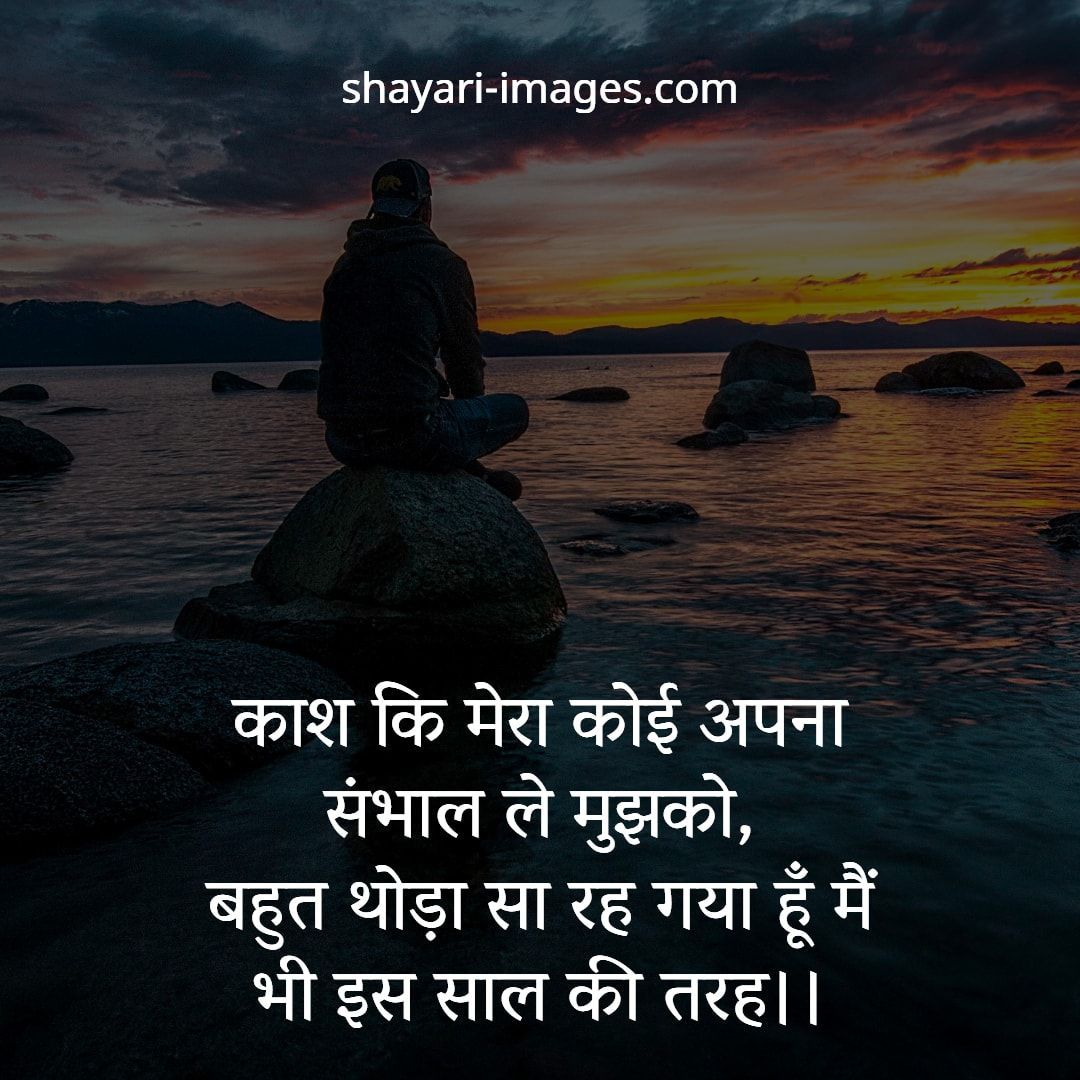 shayari-images.com
काश कि मेरा कोई अपना
संभाल ले मुझको,
बहुत थोड़ा सा रह गया हूँ मैं
भी इस साल की तरह।।